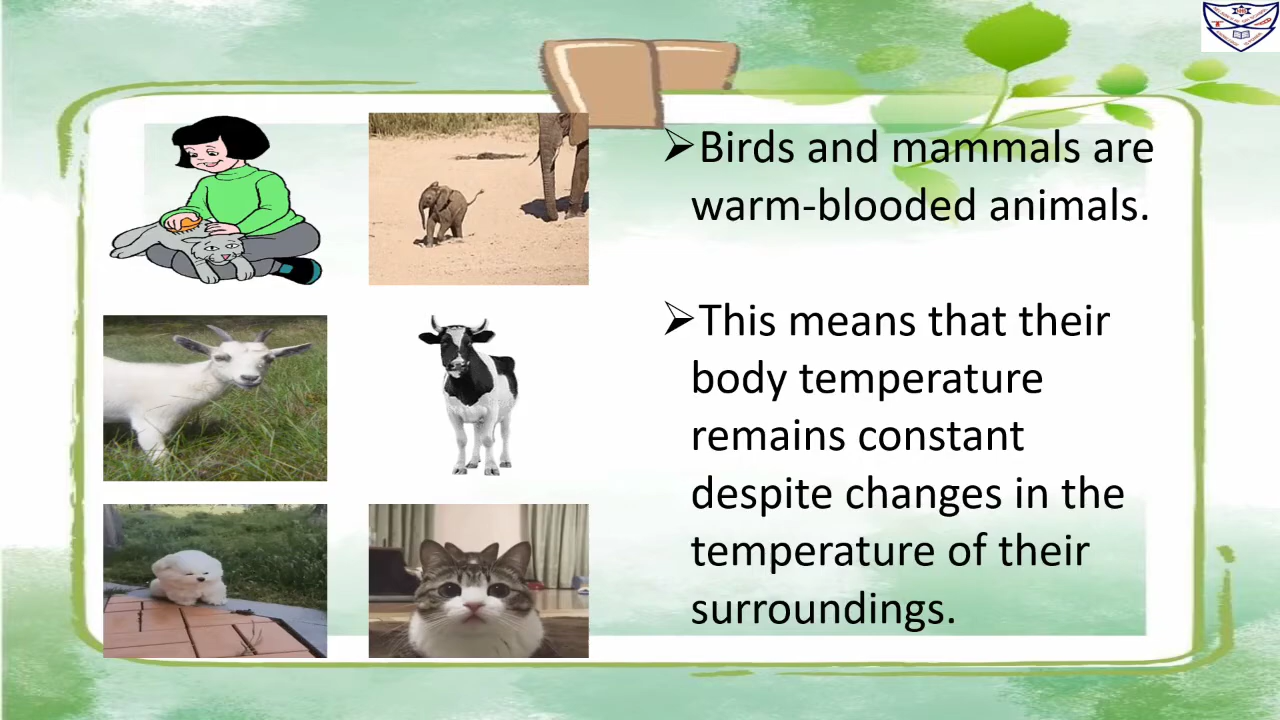 ➢Birds and mammals are
warm-blooded animals.
➢This means that their
body temperature
remains constant
despite changes in the
temperature of their
surroundings.